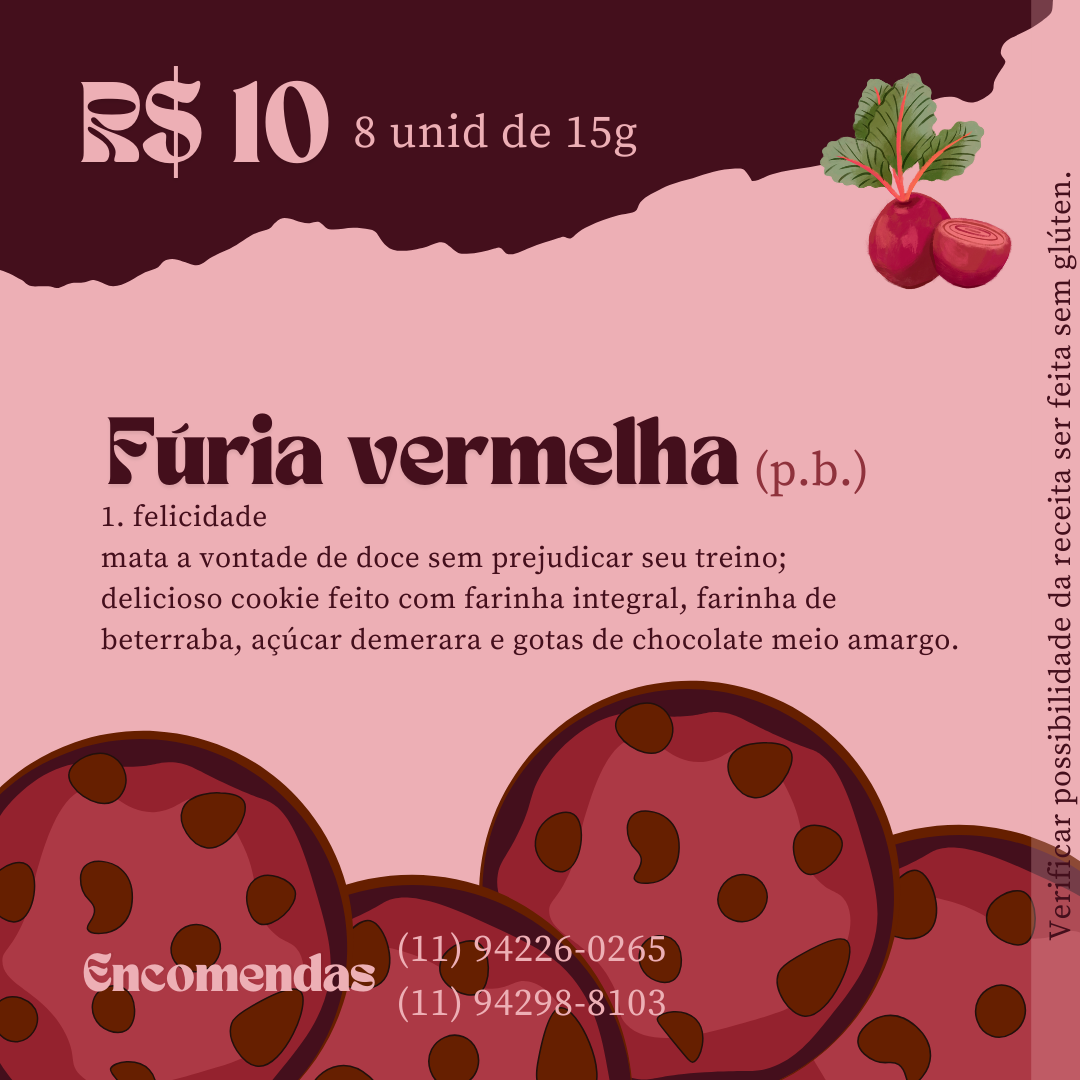 R$ 10 8 unid de 15g
Fúria vermelha (p.b.)
1. felicidade
mata a vontade de doce sem prejudicar seu treino;
delicioso cookie feito com farinha integral, farinha de
beterraba, açúcar demerara e gotas de chocolate meio amargo.
Encomendas
(11) 94226-0265
(11) 94298-8103
Verificar possibilidade da receita ser feita sem glúten.